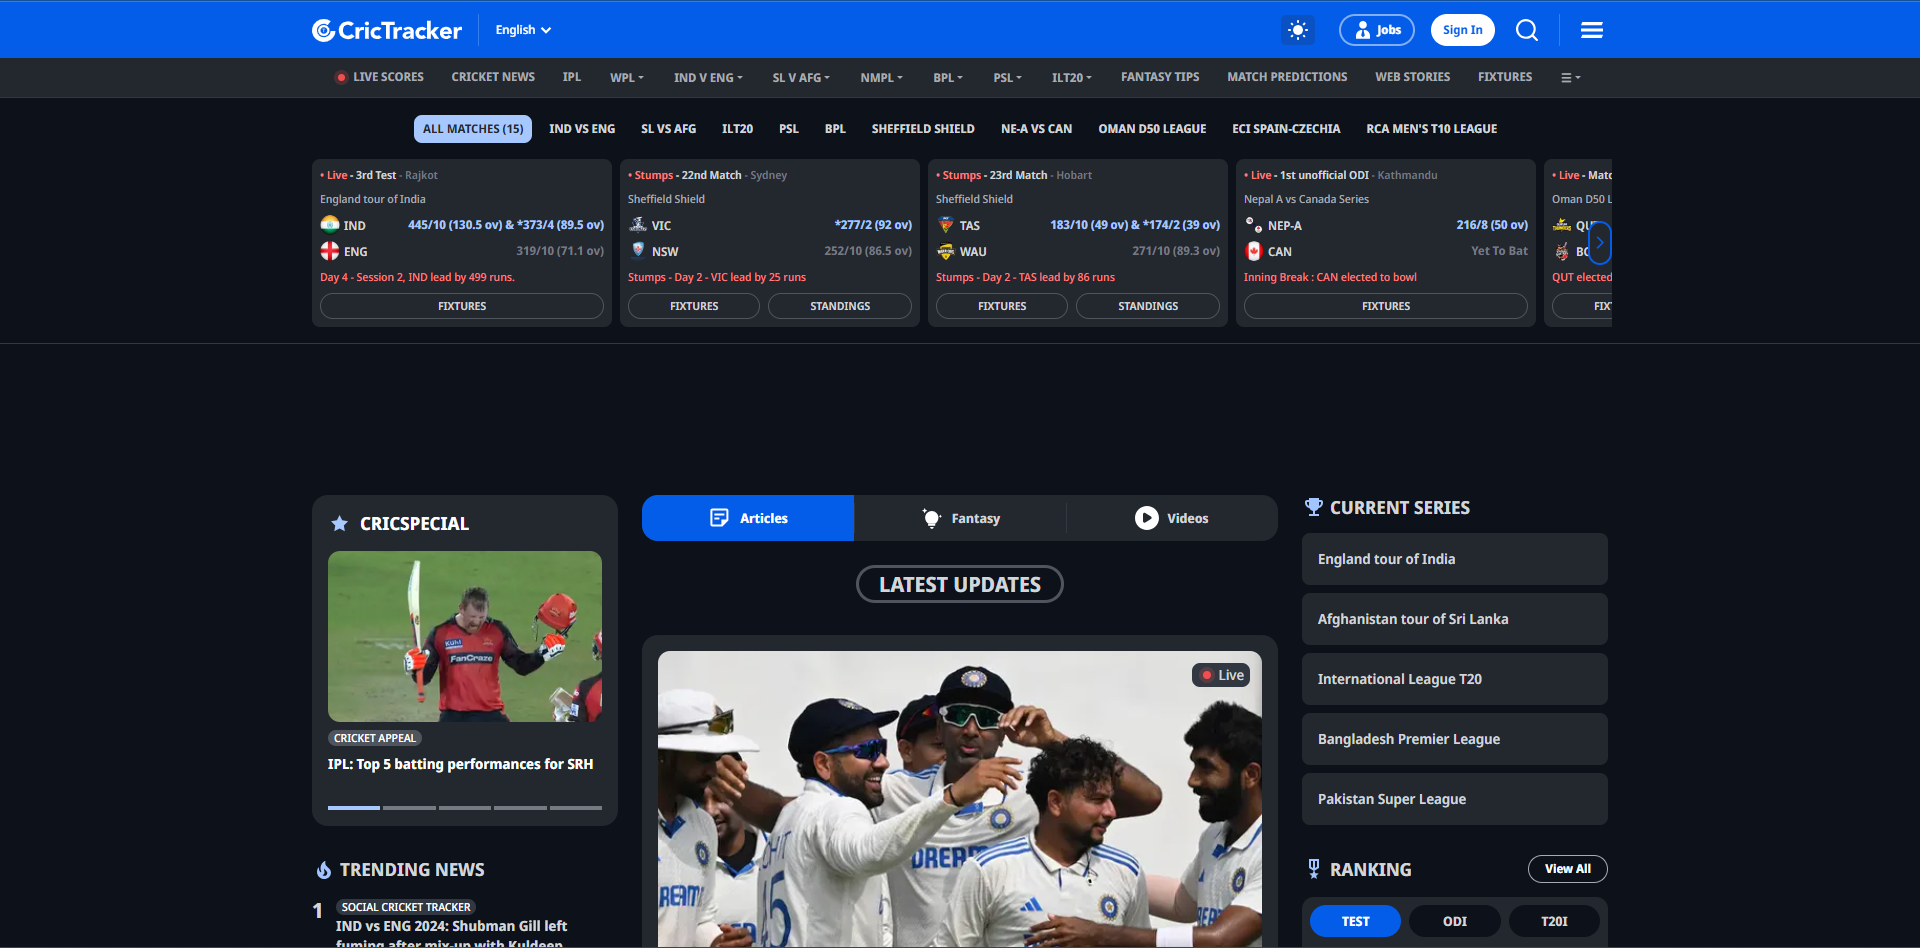 CricTracker
English
Jobs
Sign In
LIVE SCORES
CRICKET NEWS
IPL
WPL
IND V ENG
SL V AFG
NMPL
BPL
PSL
ILT20
FANTASY TIPS
MATCH PREDICTIONS
WEB STORIES
FIXTURES
ALL MATCHES (15)
IND VS ENG
SL VS AFG
ILT20
PSL
BPL
SHEFFIELD SHIELD
NE-A VS CAN
OMAN D50 LEAGUE
ECI SPAIN-CZECHIA
RCA MEN'S T10 LEAGUE
• Live - 3rd Test - Rajkot
England tour of India
IND 445/10 (130.5 ov) & *373/4 (89.5 ov)
ENG 319/10 (71.1 ov)
Day 4 - Session 2, IND lead by 499 runs.
FIXTURES
• Stumps - 22nd Match - Sydney
Sheffield Shield
VIC *277/2 (92 ov)
NSW 252/10 (86.5 ov)
Stumps - Day 2 - VIC lead by 25 runs
FIXTURES
STANDINGS
• Stumps - 23rd Match - Hobart
Sheffield Shield
TAS 183/10 (49 ov) & *174/2 (39 ov)
WAU 271/10 (89.3 ov)
Stumps - Day 2 - TAS lead by 86 runs
FIXTURES
STANDINGS
• Live - 1st unofficial ODI - Kathmandu
Nepal A vs Canada Series
NEP-A 216/8 (50 ov)
CAN Yet To Bat
Inning Break : CAN elected to bowl
FIXTURES
• Live - Matc
Oman D50 L
QU
BO
QUT elected
FIX
CRICSPECIAL
KUHL
FanCraze
CRICKET APPEAL
IPL: Top 5 batting performances for SRH
TRENDING NEWS
1
SOCIAL CRICKET TRACKER
IND vs ENG 2024: Shubman Gill left
fuming after mix-up with Kuldeep
Articles
Fantasy
Videos
LATEST UPDATES
Live
DREAM
45
CURRENT SERIES
England tour of India
Afghanistan tour of Sri Lanka
International League T20
Bangladesh Premier League
Pakistan Super League
RANKING
View All
TEST
ODI
T20I